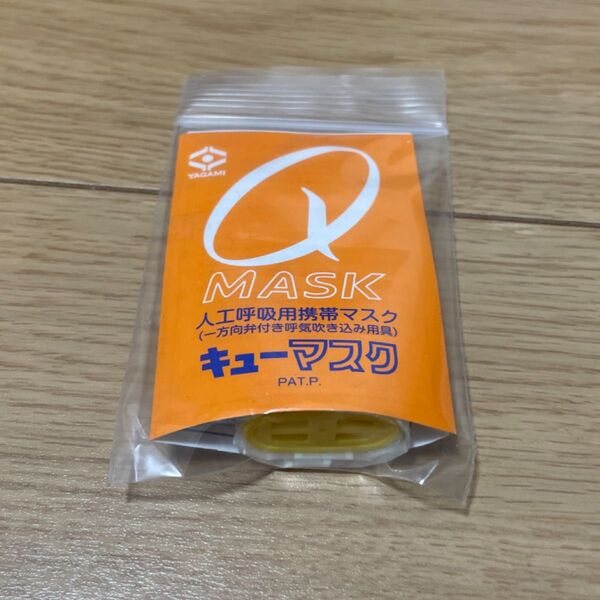 YAGAMI
Q
MASK
人工呼吸用携帯マスク
(一方向弁付き呼気吹き込み用具)
キューマスク
PAT.P.